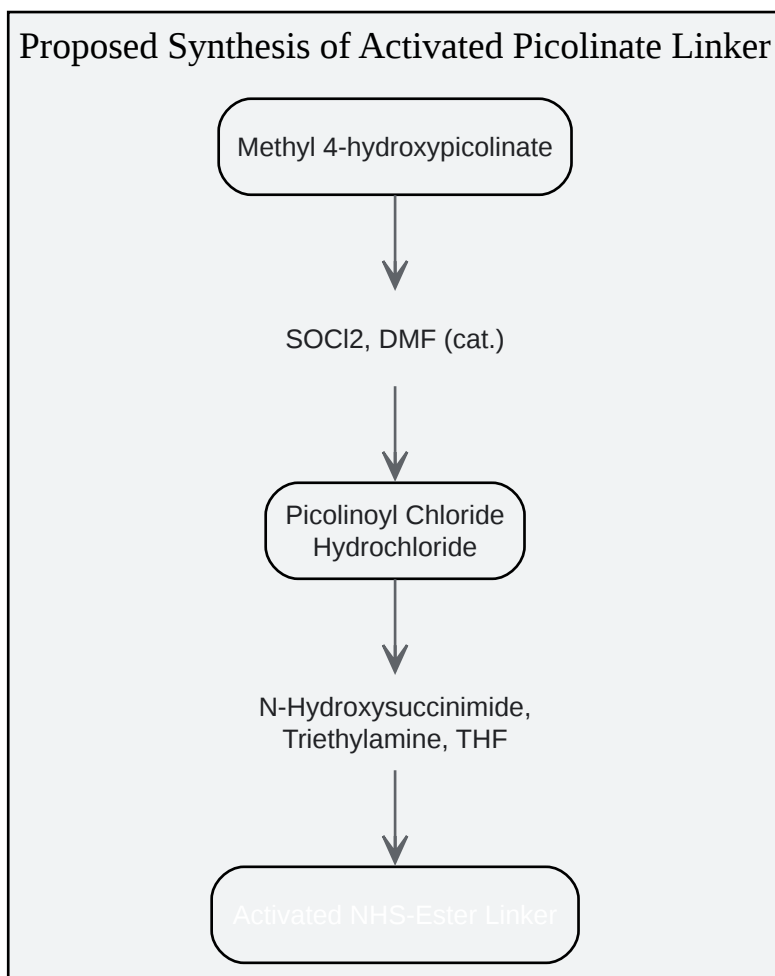 Proposed Synthesis of Activated Picolinate Linker
Methyl 4-hydroxypicolinate
SOCl2, DMF (cat.)
Picolinoyl Chloride
Hydrochloride
N-Hydroxysuccinimide,
Triethylamine, THF
Activated NHS-Ester Linker